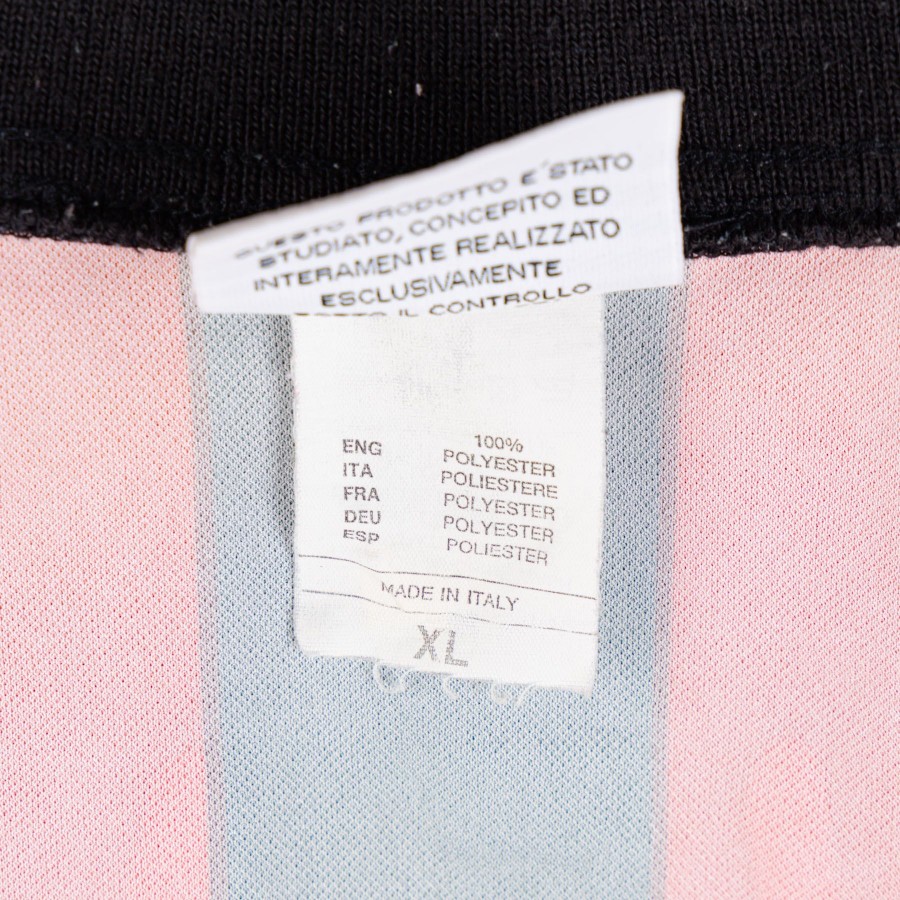 QUESTO PRODOTTO E'STATO
STUDIATO, CONCEPITO ED
INTERAMENTE REALIZZATO
ESCLUSIVAMENTE
SOTTO IL CONTROLLO
100%
ENG POLYESTER
ITA POLIESTERE
FRA POLYESTER
DEU POLYESTER
ESP POLIESTER
MADE IN ITALY
XL